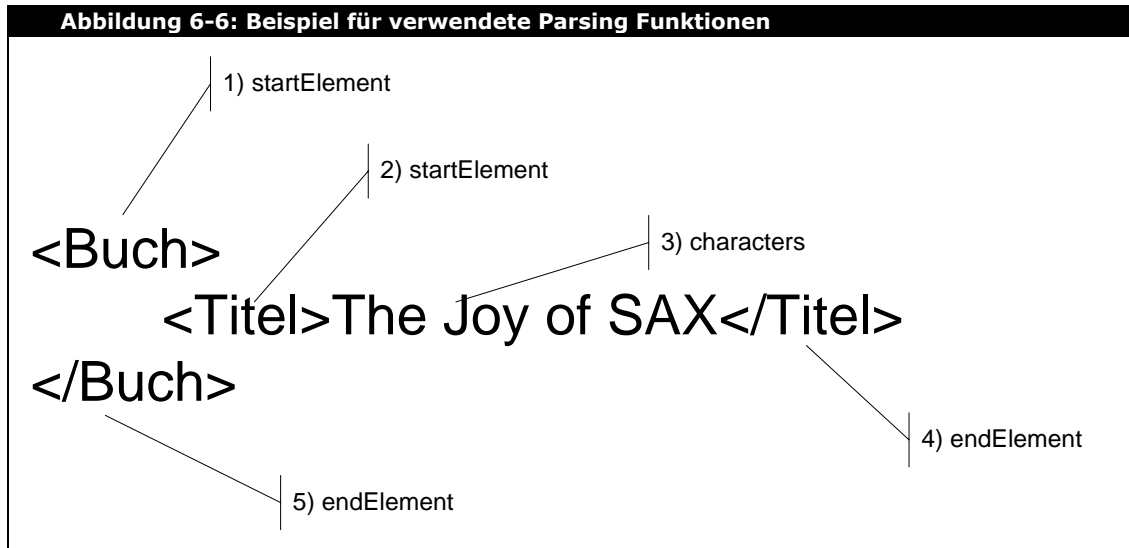 Abbildung 6-6: Beispiel für verwendete Parsing Funktionen
1) startElement
2) startElement
3) characters
<Buch>
<Titel>The Joy of SAX</Titel>
</Buch>
4) endElement
5) endElement